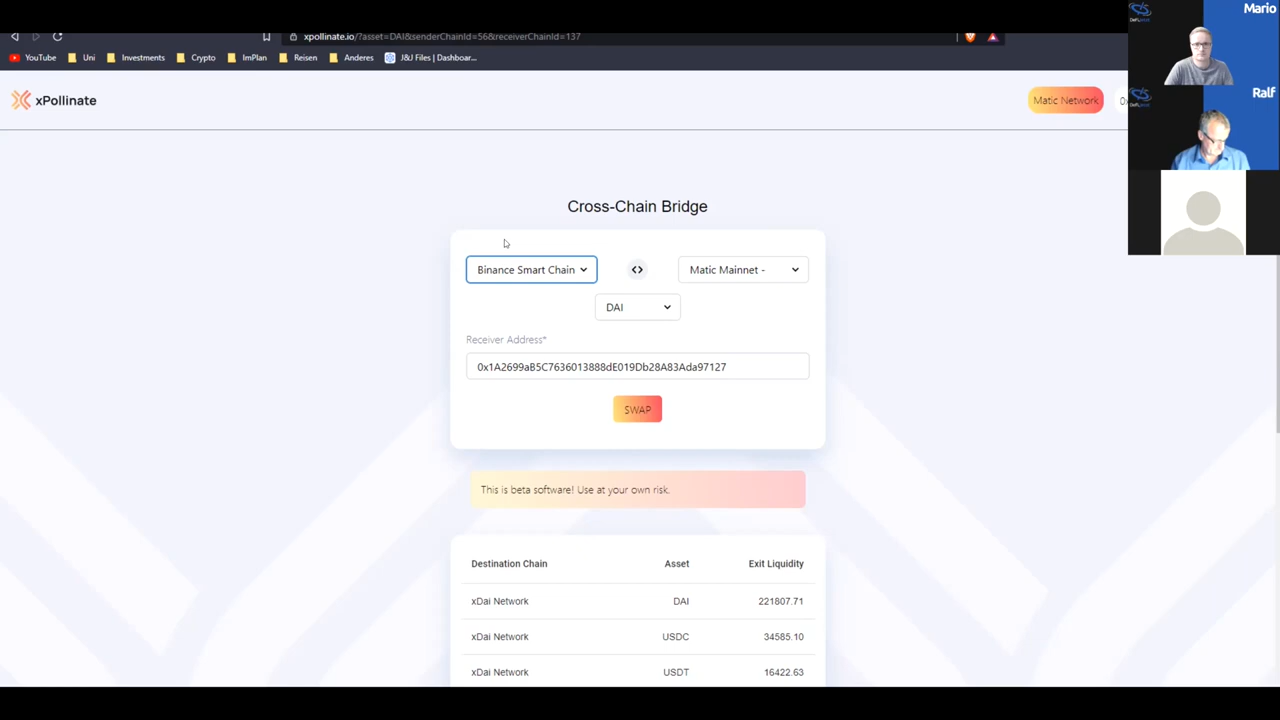 xpollinate.io/?asset=DAI&senderChainId=56&receiverChainId=137
YouTube Uni Investments Crypto ImPlan Reisen Anderes J&J Files | Dashboar...
xPollinate
Matic Network
Mario
Ralf
Cross-Chain Bridge
Binance Smart Chain
Matic Mainnet -
DAI
Receiver Address*
0x1A2699aB5C7636013888dE019Db28A83Ada97127
SWAP
This is beta software! Use at your own risk.
Destination Chain Asset Exit Liquidity
xDai Network DAI 221807.71
xDai Network USDC 34585.10
xDai Network USDT 16422.63